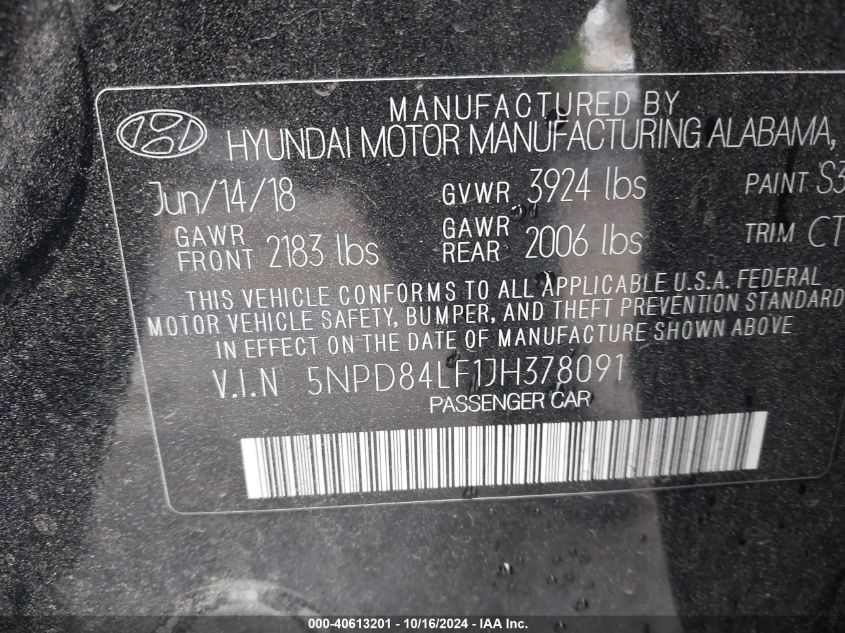 MANUFACTURED BY
HYUNDAI MOTOR MANUFACTURING ALABAMA,
Jun/14/18 GVWR 3924 lbs PAINT S3
GAWR FRONT 2183 lbs GAWR REAR 2006 lbs TRIM CT
THIS VEHICLE CONFORMS TO ALL APPLICABLE U.S.A. FEDERAL
MOTOR VEHICLE SAFETY, BUMPER, AND THEFT PREVENTION STANDARD
IN EFFECT ON THE DATE OF MANUFACTURE SHOWN ABOVE
V.I.N 5NPD84LF1JH378091
PASSENGER CAR
000-40613201 - 10/16/2024 - IAA Inc.